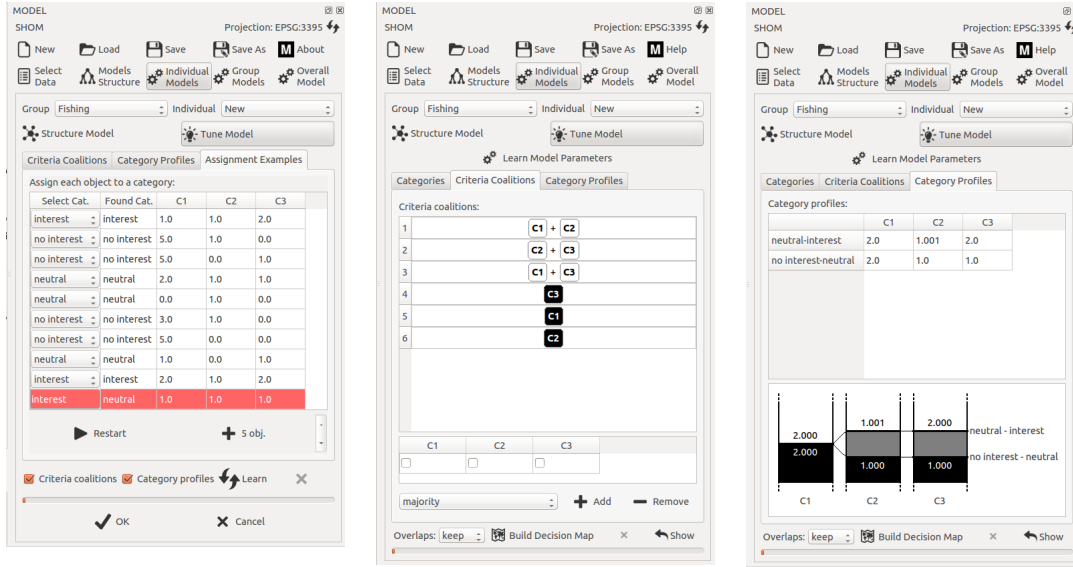 MODEL
SHOM Projection: EPSG:3395
New Load Save Save As About
Select Data Models Structure Individual Models Group Models Overall Model
Group Fishing Individual New
Structure Model Tune Model
Criteria Coalitions Category Profiles Assignment Examples
Assign each object to a category:
Select Cat. Found Cat. C1 C2 C3
interest interest 1.0 1.0 2.0
no interest no interest 5.0 1.0 0.0
no interest no interest 5.0 0.0 1.0
neutral neutral 2.0 1.0 1.0
neutral neutral 0.0 1.0 0.0
no interest no interest 3.0 1.0 0.0
no interest no interest 5.0 0.0 0.0
neutral neutral 1.0 0.0 1.0
interest interest 2.0 1.0 2.0
interest neutral 1.0 1.0 1.0
Restart 5 obj.
Criteria coalitions Category profiles Learn
OK Cancel
MODEL
SHOM Projection: EPSG:3395
New Load Save Save As M Help
Select Data Models Structure Individual Models Group Models Overall Model
Group Fishing Individual New
Structure Model Tune Model
Learn Model Parameters
Categories Criteria Coalitions Category Profiles
Criteria coalitions:
1 C1 + C2
2 C2 + C3
3 C1 + C3
4 C3
5 C1
6 C2
C1 C2 C3
majority Add Remove
Overlaps: keep Build Decision Map Show
MODEL
SHOM Projection: EPSG:3395
New Load Save Save As M Help
Select Data Models Structure Individual Models Group Models Overall Model
Group Fishing Individual New
Structure Model Tune Model
Learn Model Parameters
Categories Criteria Coalitions Category Profiles
Category profiles:
C1 C2 C3
neutral-interest 2.0 1.001 2.0
no interest-neutral 2.0 1.0 1.0
2.000 1.001 2.000 neutral - interest
2.000 1.000 1.000 no interest - neutral
C1 C2 C3
Overlaps: keep Build Decision Map Show